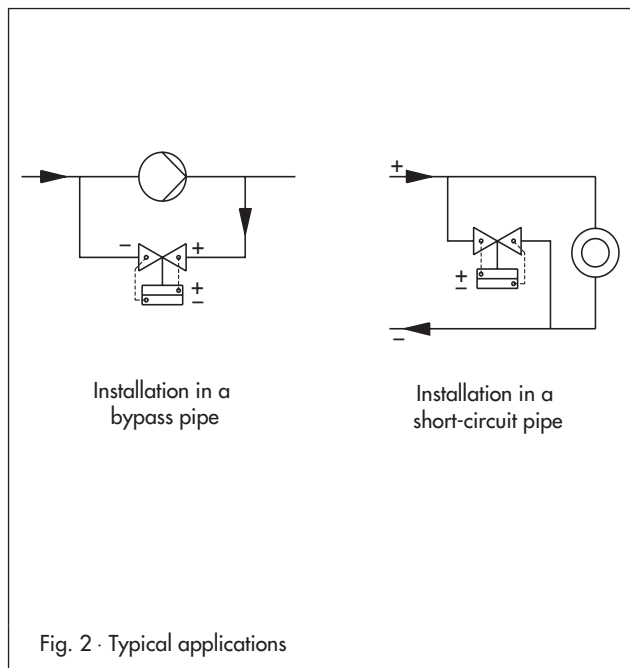 − +
+
−
Installation in a
bypass pipe
+
+
−
−
Installation in a
short-circuit pipe
Fig. 2 · Typical applications